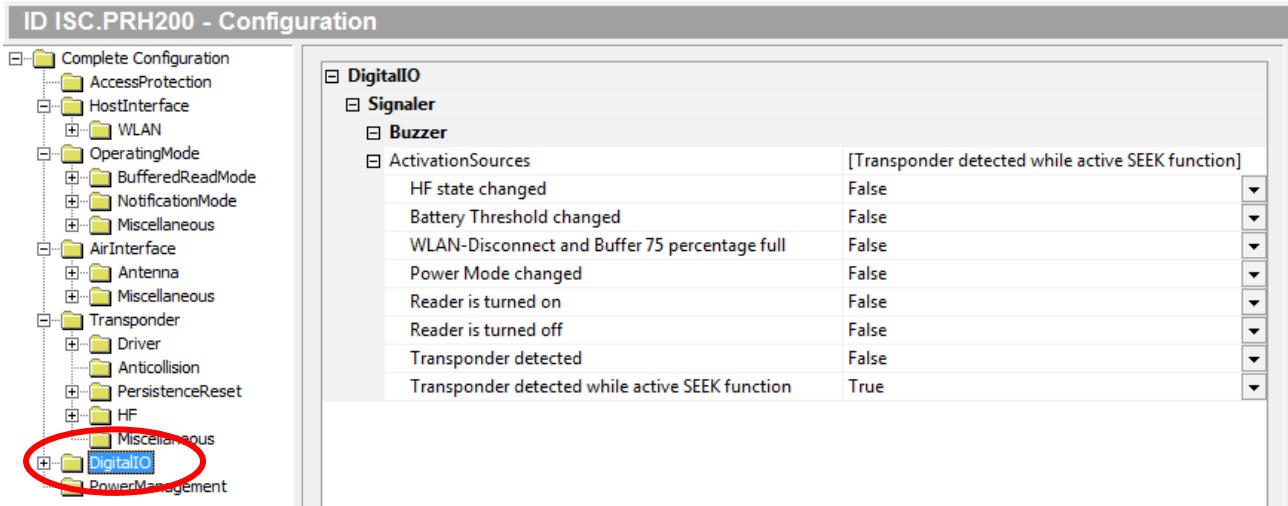 ID ISC.PRH200 - Configuration
Complete Configuration
AccessProtection
HostInterface
WLAN
OperatingMode
BufferedReadMode
NotificationMode
Miscellaneous
AirInterface
Antenna
Miscellaneous
Transponder
Driver
Anticollision
PersistenceReset
HF
Miscellaneous
DigitalIO
PowerManagement
DigitalIO
Signaler
Buzzer
ActivationSources [Transponder detected while active SEEK function]
HF state changed False
Battery Threshold changed False
WLAN-Disconnect and Buffer 75 percentage full False
Power Mode changed False
Reader is turned on False
Reader is turned off False
Transponder detected False
Transponder detected while active SEEK function True